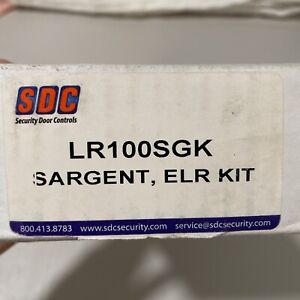 SDC
Security Door Controls
LR100SGK
SARGENT, ELR KIT
800.413.8783 www.sdcsecurity.com service@sdcsecurity.com